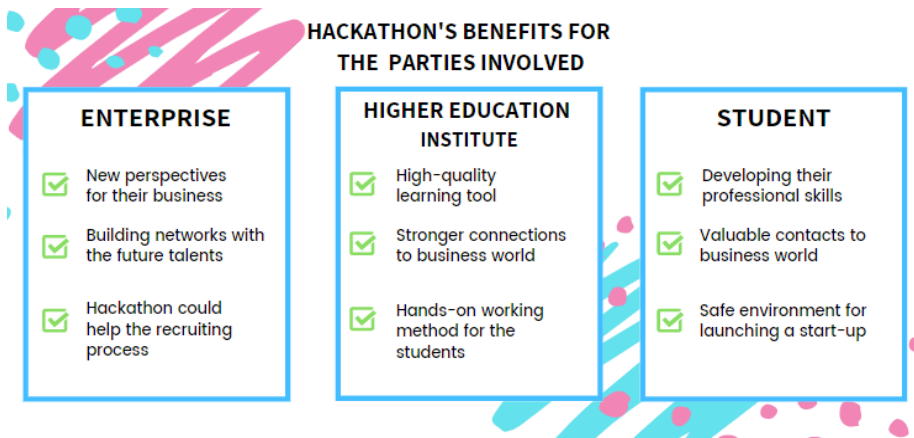 HACKATHON'S BENEFITS FOR
THE PARTIES INVOLVED
ENTERPRISE
New perspectives
for their business
Building networks with
the future talents
Hackathon could
help the recruiting
process
HIGHER EDUCATION
INSTITUTE
High-quality
learning tool
Stronger connections
to business world
Hands-on working
method for the
students
STUDENT
Developing their
professional skills
Valuable contacts to
business world
Safe environment for
launching a start-up